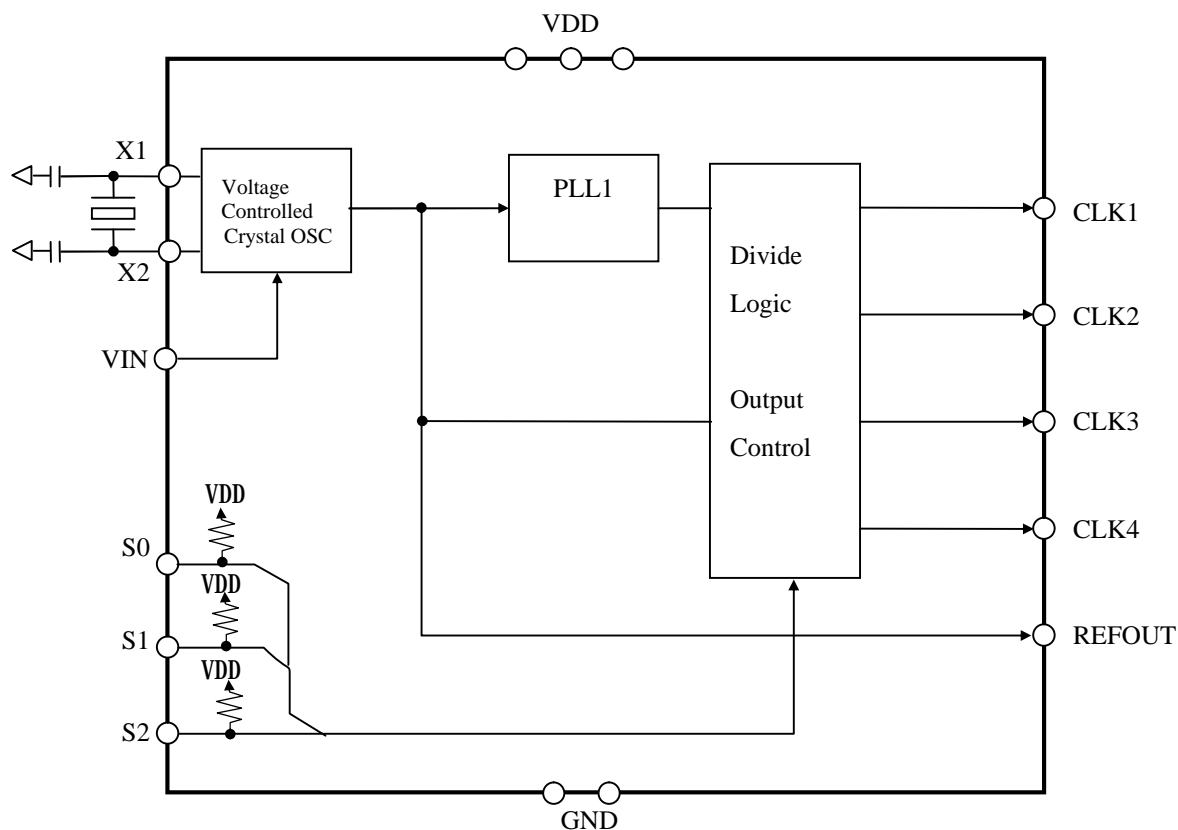 VDD
X1
Voltage
Controlled
Crystal OSC
X2
VIN
PLL1
Divide
Logic
Output
Control
CLK1
CLK2
CLK3
CLK4
REFOUT
VDD
S0
VDD
S1
VDD
S2
GND